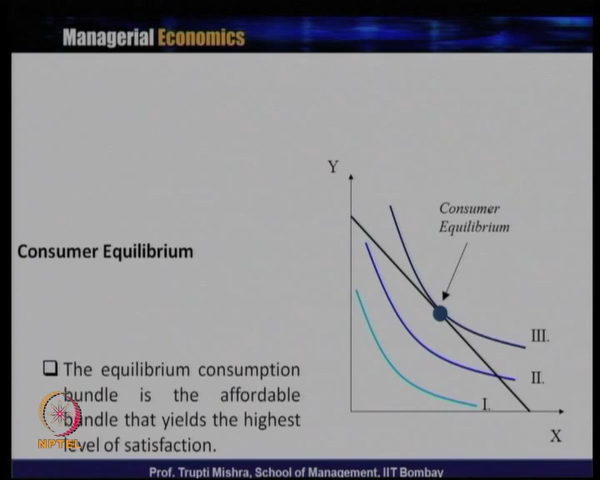 Managerial Economics
Y
Consumer
Equilibrium
Consumer Equilibrium
III.
The equilibrium consumption
bundle is the affordable
II.
bundle that yields the highest
I.
level of satisfaction.
X
NPTEL
Prof. Trupti Mishra, School of Management, IIT Bombay